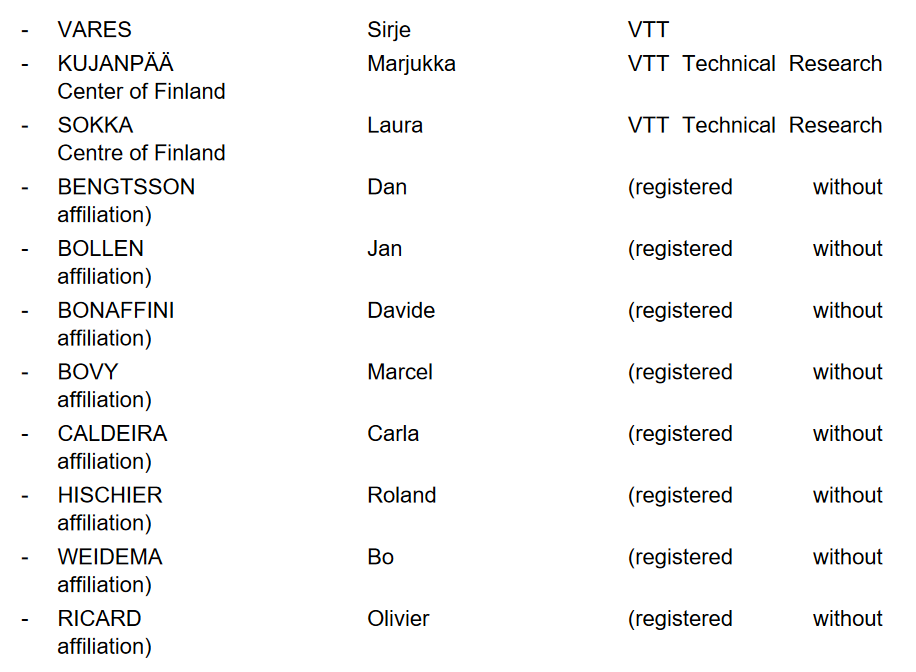 - VARES Sirje VTT
- KUJANPÄÄ Marjukka VTT Technical Research
Center of Finland
- SOKKA Laura VTT Technical Research
Centre of Finland
- BENGTSSON Dan (registered without
affiliation)
- BOLLEN Jan (registered without
affiliation)
- BONAFFINI Davide (registered without
affiliation)
- BOVY Marcel (registered without
affiliation)
- CALDEIRA Carla (registered without
affiliation)
- HISCHIER Roland (registered without
affiliation)
- WEIDEMA Bo (registered without
affiliation)
- RICARD Olivier (registered without
affiliation)